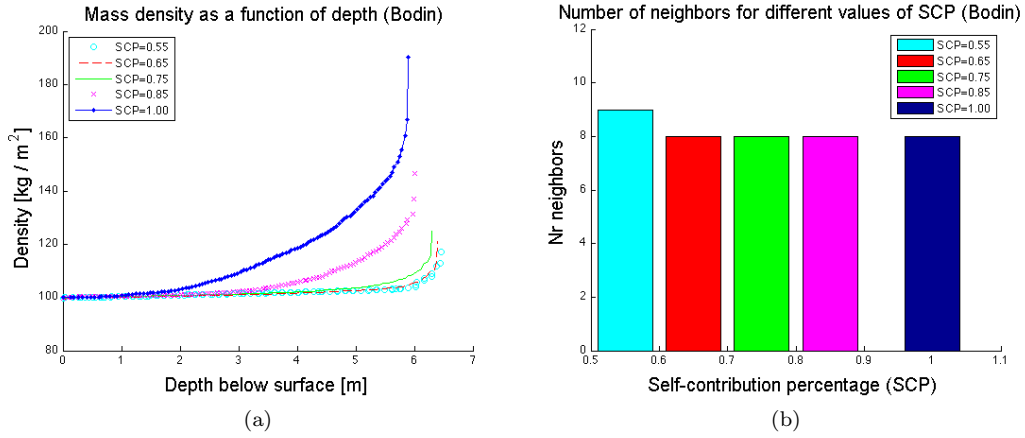 Mass density as a function of depth (Bodin)
200
180
160
140
120
100
80
Density [kg / m²]
SCP=0.55
SCP=0.65
SCP=0.75
SCP=0.85
SCP=1.00
0 1 2 3 4 5 6 7
Depth below surface [m]
(a)
Number of neighbors for different values of SCP (Bodin)
12
10
8
6
4
2
0
Nr neighbors
SCP=0.55
SCP=0.65
SCP=0.75
SCP=0.85
SCP=1.00
0.5 0.6 0.7 0.8 0.9 1 1.1
Self-contribution percentage (SCP)
(b)